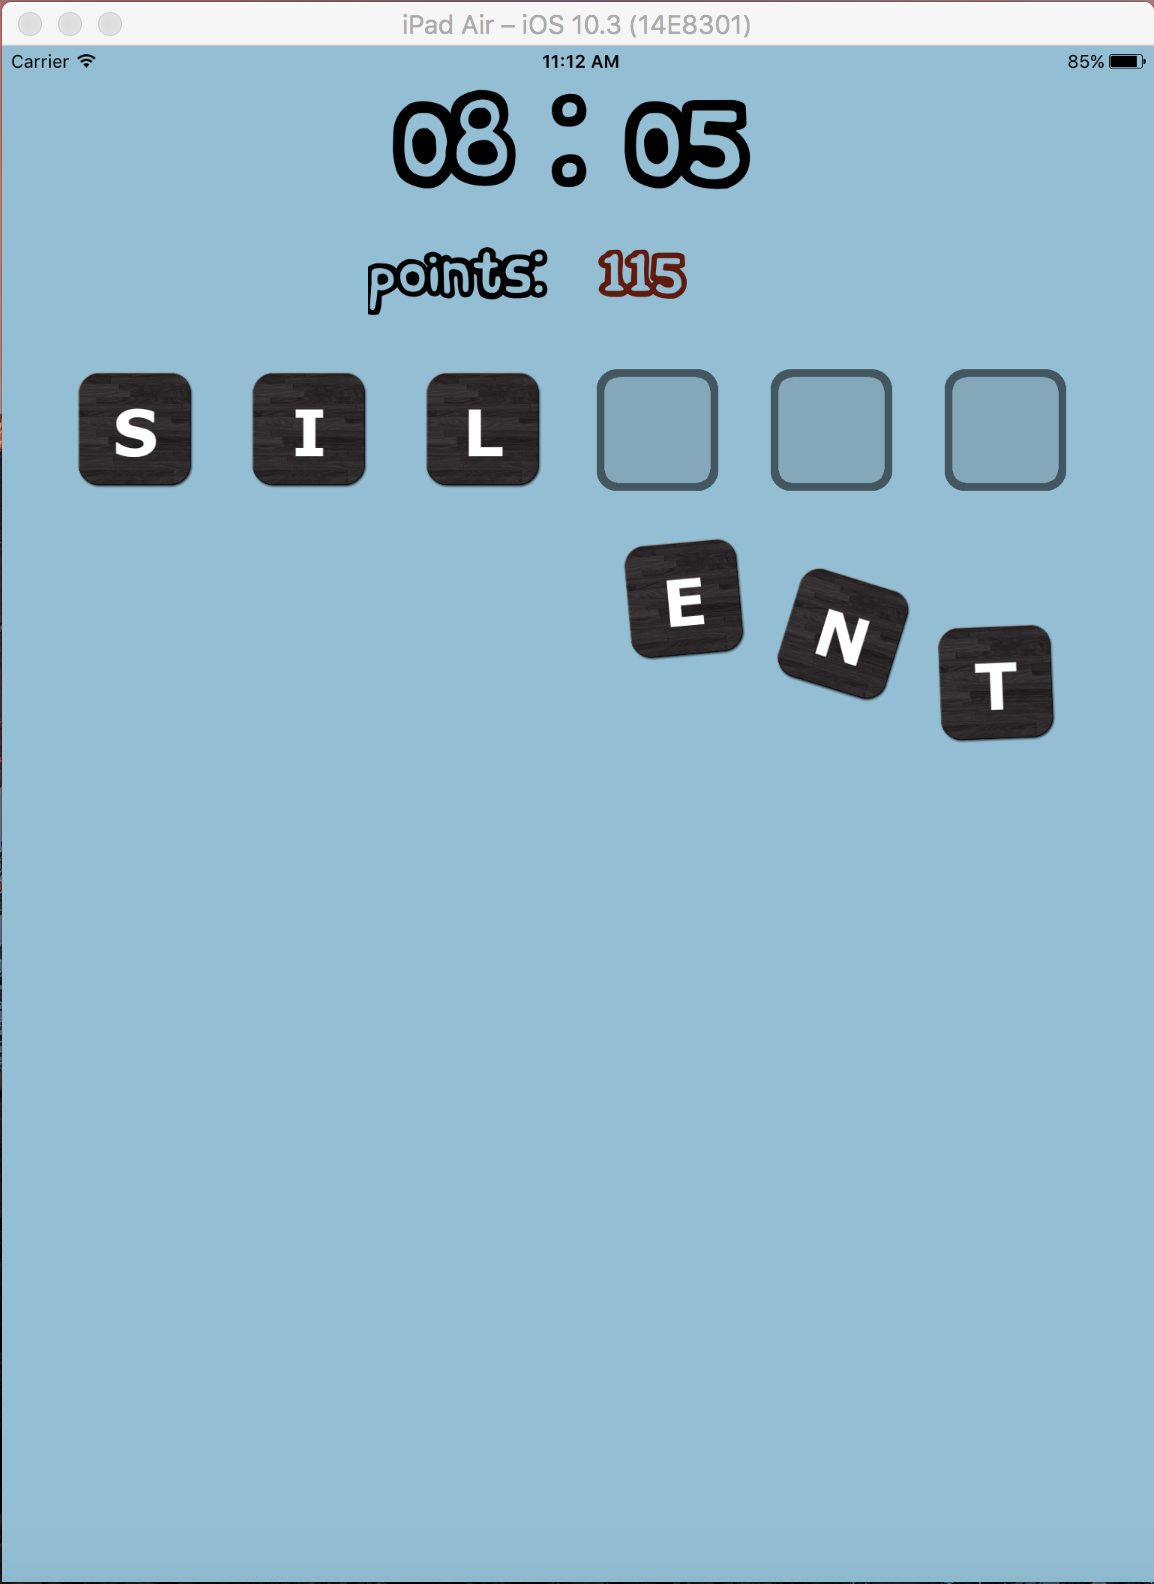 iPad Air – iOS 10.3 (14E8301)
Carrier 11:12 AM 85%
08 : 05
points: 115
S I L
E N T